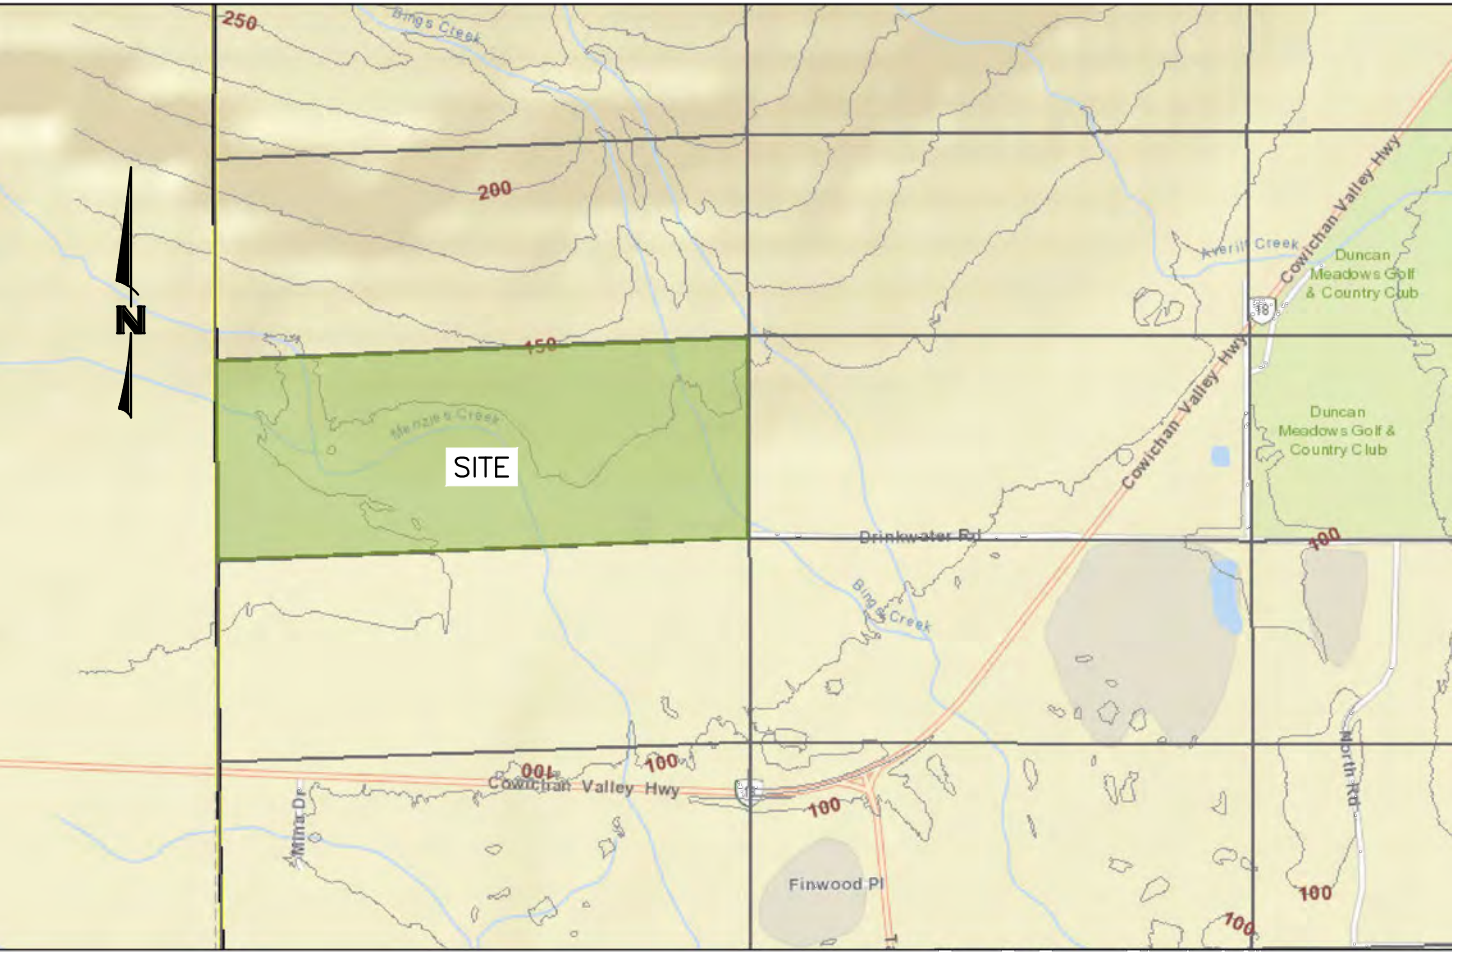 250
Bings Creek
200
N
Averill Creek
Cowichan Valley Hwy
Duncan
Meadows Golf
& Country Club
18
150
Cowichan Valley Hwy
Menzies Creek
SITE
Duncan
Meadows Golf &
Country Club
Drinkwater Rd
100
Bings Creek
North Rd
100
100
Cowichan Valley Hwy
18
100
Mina Dr
Finwood Pl
100
100